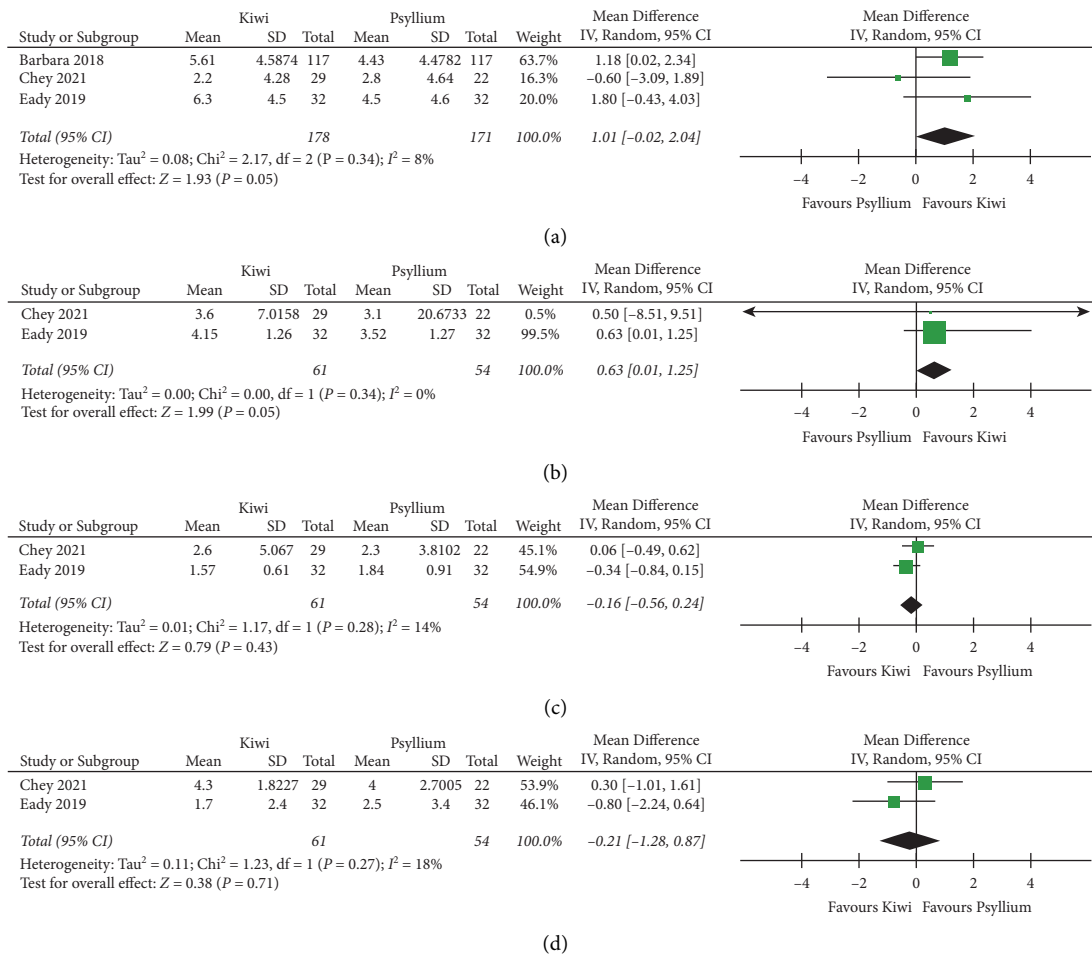 Kiwi Psyllium Mean Difference Mean Difference
Study or Subgroup Mean SD Total Mean SD Total Weight IV, Random, 95% CI IV, Random, 95% CI
Barbara 2018 5.61 4.5874 117 4.43 4.4782 117 63.7% 1.18 [0.02, 2.34]
Chey 2021 2.2 4.28 29 2.8 4.64 22 16.3% −0.60 [−3.09, 1.89]
Eady 2019 6.3 4.5 32 4.5 4.6 32 20.0% 1.80 [−0.43, 4.03]
Total (95% CI) 178 171 100.0% 1.01 [−0.02, 2.04]
Heterogeneity: Tau² = 0.08; Chi² = 2.17, df = 2 (P = 0.34); I² = 8%
Test for overall effect: Z = 1.93 (P = 0.05)
−4 −2 0 2 4
Favours Psyllium Favours Kiwi
(a)
Kiwi Psyllium Mean Difference Mean Difference
Study or Subgroup Mean SD Total Mean SD Total Weight IV, Random, 95% CI IV, Random, 95% CI
Chey 2021 3.6 7.0158 29 3.1 20.6733 22 0.5% 0.50 [−8.51, 9.51]
Eady 2019 4.15 1.26 32 3.52 1.27 32 99.5% 0.63 [0.01, 1.25]
Total (95% CI) 61 54 100.0% 0.63 [0.01, 1.25]
Heterogeneity: Tau² = 0.00; Chi² = 0.00, df = 1 (P = 0.34); I² = 0%
Test for overall effect: Z = 1.99 (P = 0.05)
−4 −2 0 2 4
Favours Psyllium Favours Kiwi
(b)
Kiwi Psyllium Mean Difference Mean Difference
Study or Subgroup Mean SD Total Mean SD Total Weight IV, Random, 95% CI IV, Random, 95% CI
Chey 2021 2.6 5.067 29 2.3 3.8102 22 45.1% 0.06 [−0.49, 0.62]
Eady 2019 1.57 0.61 32 1.84 0.91 32 54.9% −0.34 [−0.84, 0.15]
Total (95% CI) 61 54 100.0% −0.16 [−0.56, 0.24]
Heterogeneity: Tau² = 0.01; Chi² = 1.17, df = 1 (P = 0.28); I² = 14%
Test for overall effect: Z = 0.79 (P = 0.43)
−4 −2 0 2 4
Favours Kiwi Favours Psyllium
(c)
Kiwi Psyllium Mean Difference Mean Difference
Study or Subgroup Mean SD Total Mean SD Total Weight IV, Random, 95% CI IV, Random, 95% CI
Chey 2021 4.3 1.8227 29 4 2.7005 22 53.9% 0.30 [−1.01, 1.61]
Eady 2019 1.7 2.4 32 2.5 3.4 32 46.1% −0.80 [−2.24, 0.64]
Total (95% CI) 61 54 100.0% −0.21 [−1.28, 0.87]
Heterogeneity: Tau² = 0.11; Chi² = 1.23, df = 1 (P = 0.27); I² = 18%
Test for overall effect: Z = 0.38 (P = 0.71)
−4 −2 0 2 4
Favours Kiwi Favours Psyllium
(d)